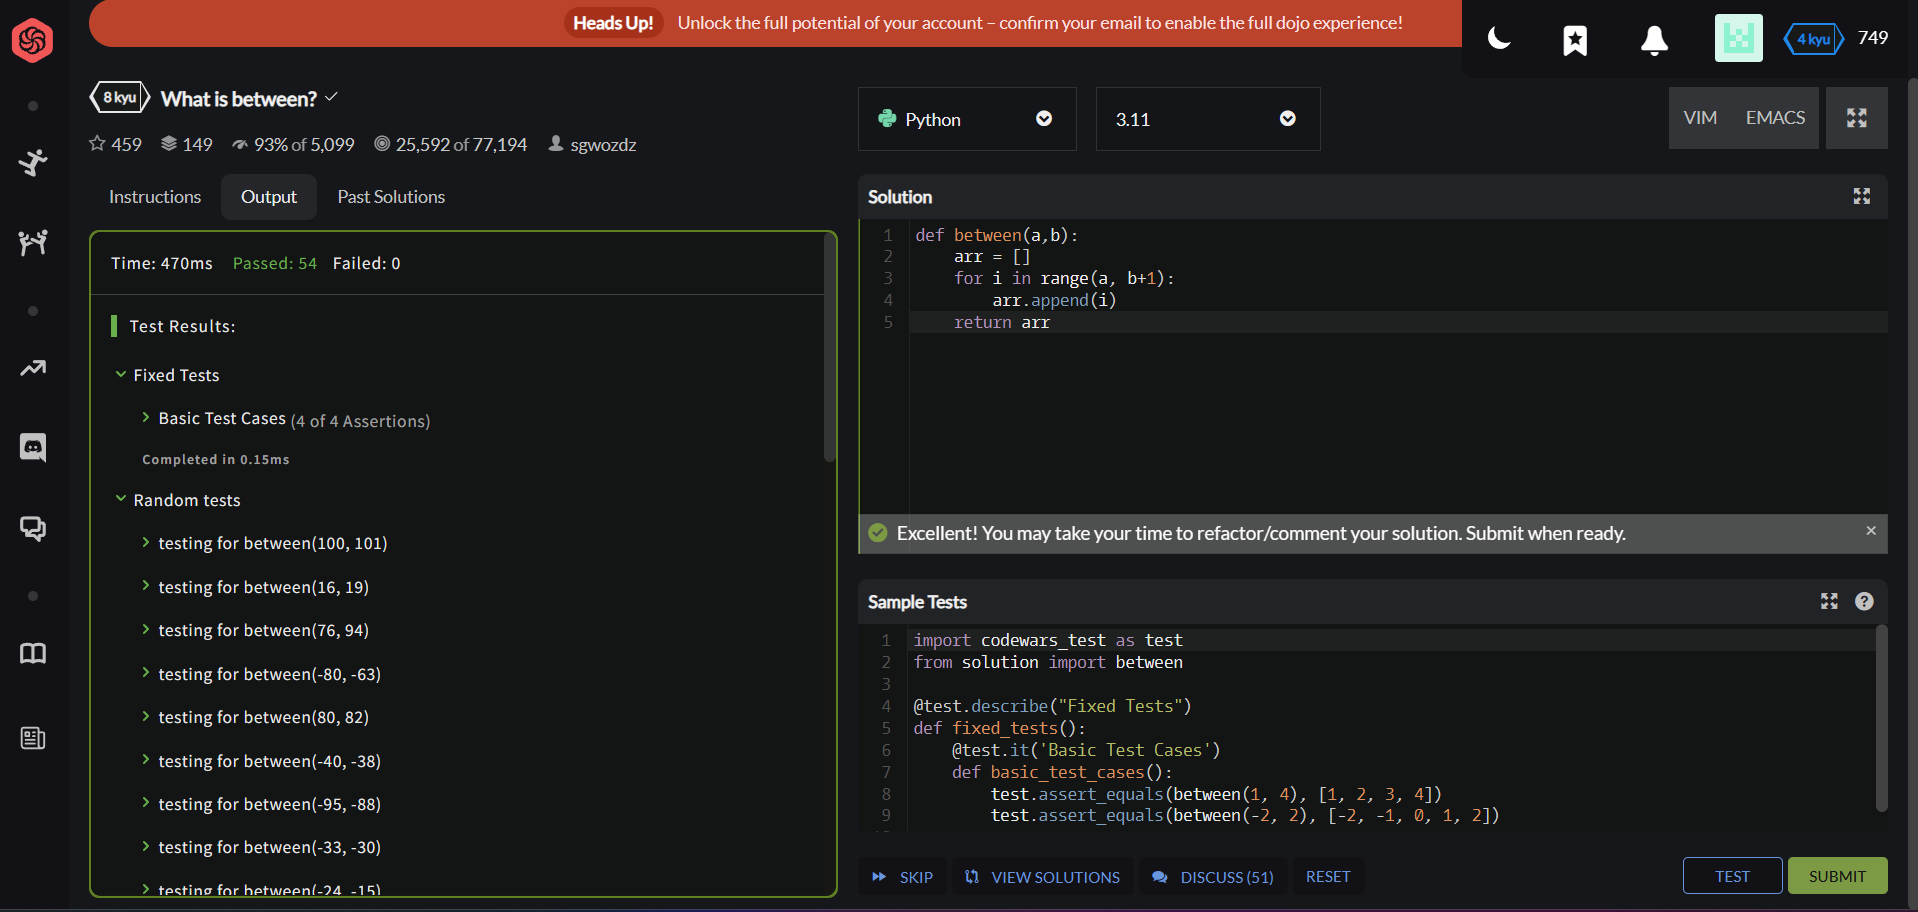 Heads Up! Unlock the full potential of your account – confirm your email to enable the full dojo experience!
4 kyu 749
8 kyu What is between?
459 149 93% of 5,099 25,592 of 77,194 sgwozdz
Python 3.11 VIM EMACS
Instructions Output Past Solutions
Time: 470ms Passed: 54 Failed: 0
Test Results:
Fixed Tests
Basic Test Cases (4 of 4 Assertions)
Completed in 0.15ms
Random tests
testing for between(100, 101)
testing for between(16, 19)
testing for between(76, 94)
testing for between(-80, -63)
testing for between(80, 82)
testing for between(-40, -38)
testing for between(-95, -88)
testing for between(-33, -30)
testing for between(-24, -15)
Solution
1 def between(a,b):
2     arr = []
3     for i in range(a, b+1):
4         arr.append(i)
5     return arr
Excellent! You may take your time to refactor/comment your solution. Submit when ready. ×
Sample Tests ?
1 import codewars_test as test
2 from solution import between
3
4 @test.describe("Fixed Tests")
5 def fixed_tests():
6     @test.it('Basic Test Cases')
7     def basic_test_cases():
8         test.assert_equals(between(1, 4), [1, 2, 3, 4])
9         test.assert_equals(between(-2, 2), [-2, -1, 0, 1, 2])
SKIP VIEW SOLUTIONS DISCUSS (51) RESET TEST SUBMIT